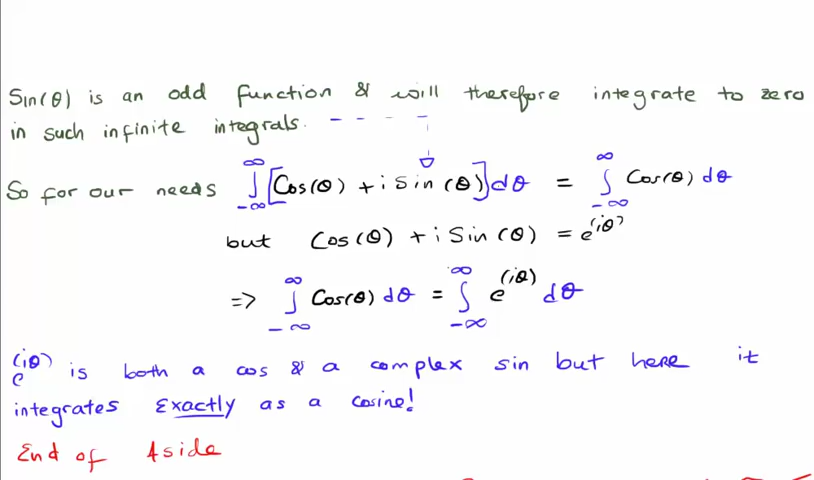 Sin(θ) is an odd function & will therefore integrate to zero
in such infinite integrals.
So for our needs ∫_{-∞}^{∞} [Cos(θ) + i Sin(θ)] dθ = ∫_{-∞}^{∞} Cos(θ) dθ
but Cos(θ) + i Sin(θ) = e^{(iθ)}
=> ∫_{-∞}^{∞} Cos(θ) dθ = ∫_{-∞}^{∞} e^{(iθ)} dθ
e^{(iθ)} is both a cos & a complex sin but here it
integrates Exactly as a cosine!
End of Aside